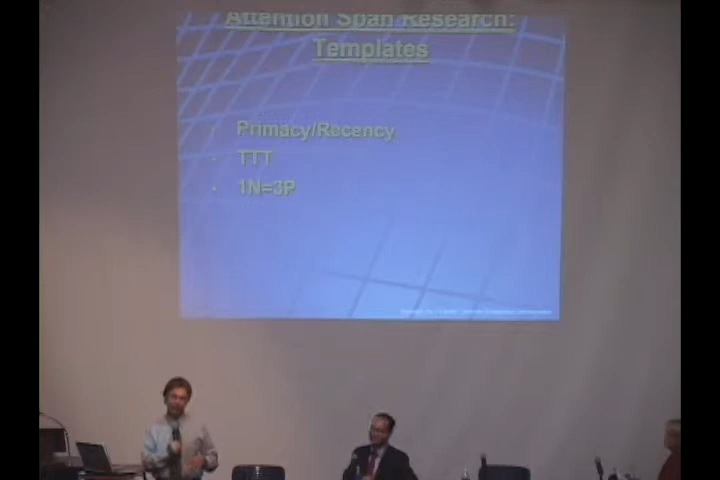 Attention Span Research:
Templates
Primacy/Recency
TTT
1N=3P